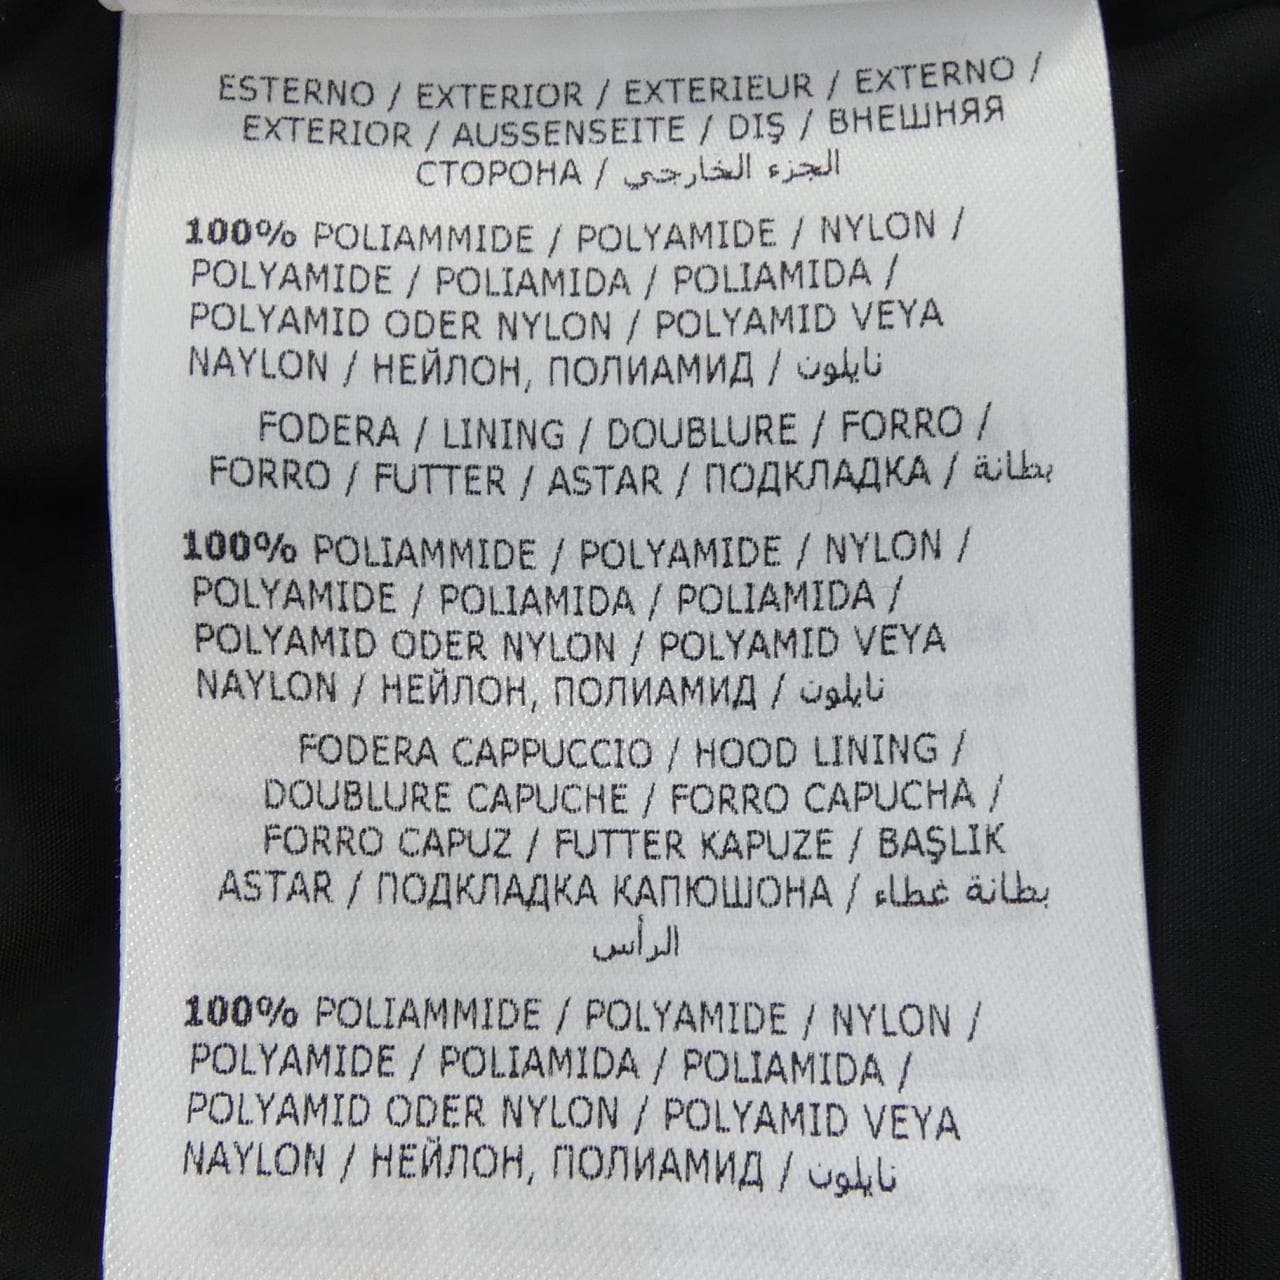 ESTERNO / EXTERIOR / EXTERIEUR / EXTERNO /
EXTERIOR / AUSSENSEITE / DIŞ / ВНЕШНЯЯ
СТОРОНА / الجزء الخارجي
100% POLIAMMIDE / POLYAMIDE / NYLON /
POLYAMIDE / POLIAMIDA / POLIAMIDA /
POLYAMID ODER NYLON / POLYAMID VEYA
NAYLON / НЕЙЛОН, ПОЛИАМИД / نايلون
FODERA / LINING / DOUBLURE / FORRO /
FORRO / FUTTER / ASTAR / ПОДКЛАДКА / بطانة
100% POLIAMMIDE / POLYAMIDE / NYLON /
POLYAMIDE / POLIAMIDA / POLIAMIDA /
POLYAMID ODER NYLON / POLYAMID VEYA
NAYLON / НЕЙЛОН, ПОЛИАМИД / نايلون
FODERA CAPPUCCIO / HOOD LINING /
DOUBLURE CAPUCHE / FORRO CAPUCHA /
FORRO CAPUZ / FUTTER KAPUZE / BAŞLIK
ASTAR / ПОДКЛАДКА КАПЮШОНА / بطانة غطاء
الرأس
100% POLIAMMIDE / POLYAMIDE / NYLON /
POLYAMIDE / POLIAMIDA / POLIAMIDA /
POLYAMID ODER NYLON / POLYAMID VEYA
NAYLON / НЕЙЛОН, ПОЛИАМИД / نايلون